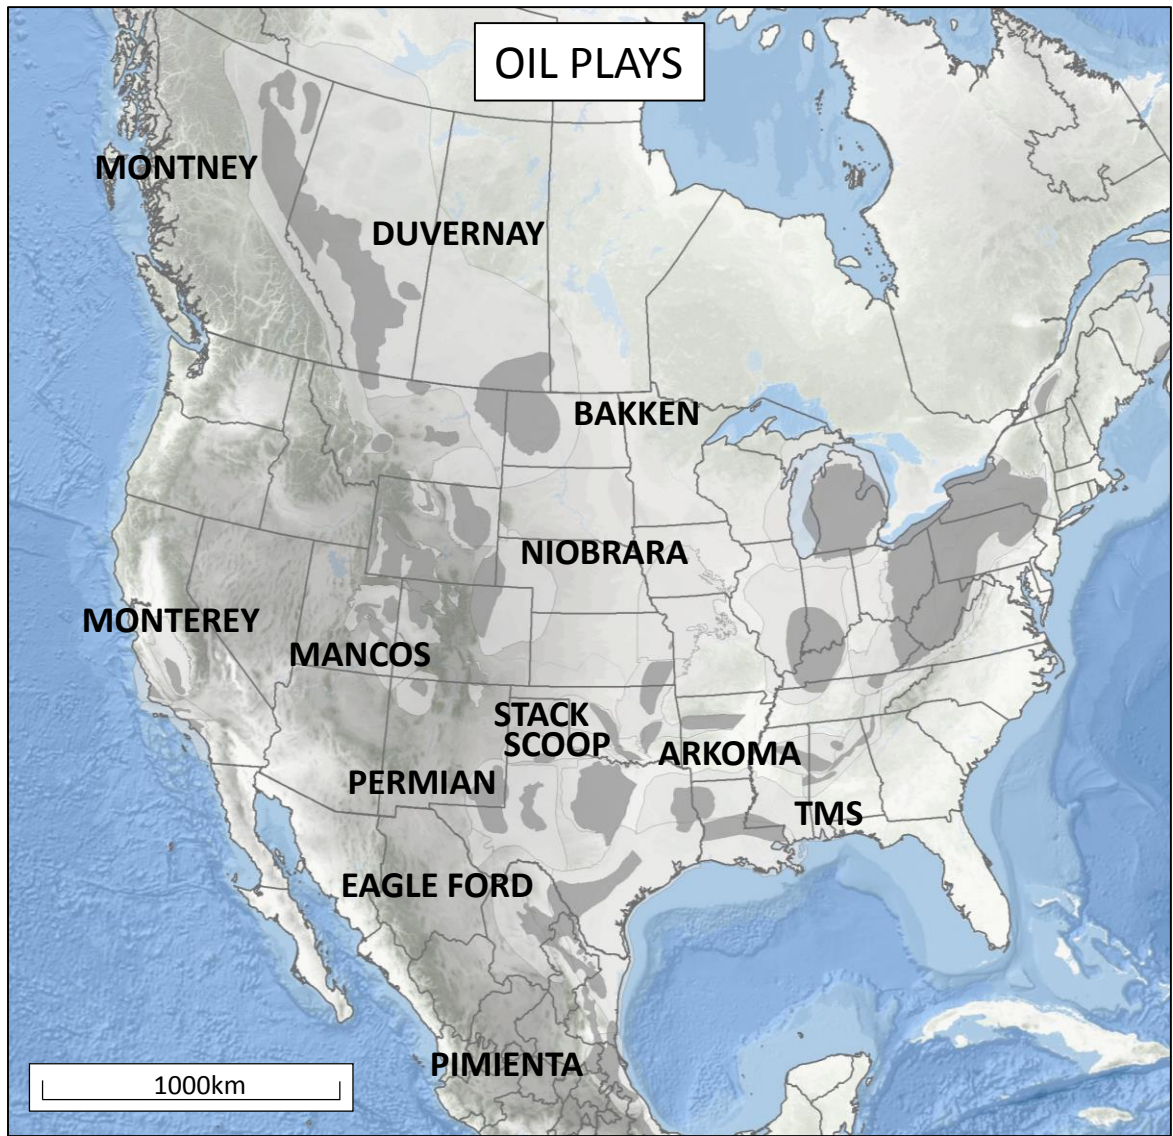 OIL PLAYS
MONTNEY
DUVERNAY
BAKKEN
NIOBRARA
MONTEREY
MANCOS
STACK
SCOOP
ARKOMA
PERMIAN
TMS
EAGLE FORD
PIMIENTA
1000km